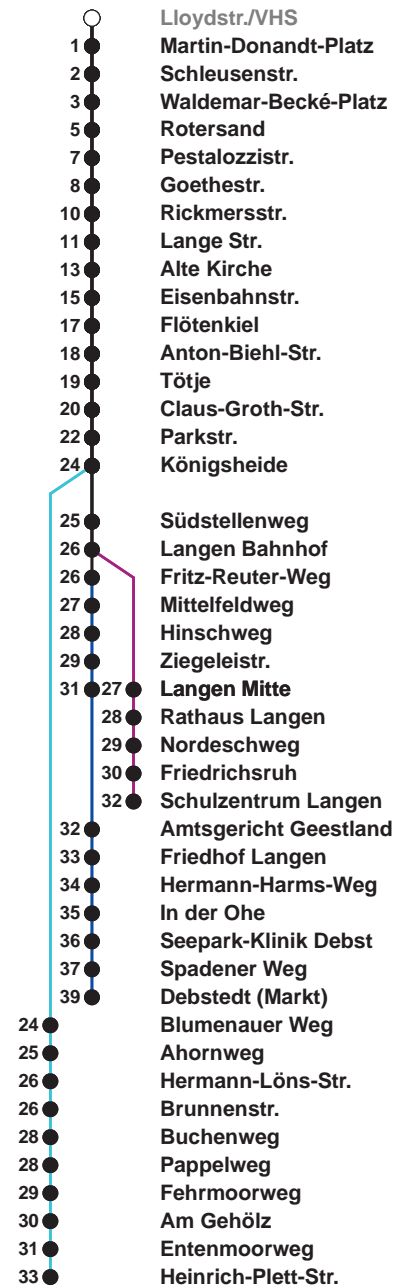 Lloydstr./VHS
1 Martin-Donandt-Platz
2 Schleusenstr.
3 Waldemar-Becké-Platz
5 Rotersand
7 Pestalozzistr.
8 Goethestr.
10 Rickmersstr.
11 Lange Str.
13 Alte Kirche
15 Eisenbahnstr.
17 Flötenkiel
18 Anton-Biehl-Str.
19 Tötje
20 Claus-Groth-Str.
22 Parkstr.
24 Königsheide
25 Südstellenweg
26 Langen Bahnhof
26 Fritz-Reuter-Weg
27 Mittelfeldweg
28 Hinschweg
29 Ziegeleistr.
31 27 Langen Mitte
28 Rathaus Langen
29 Nordeschweg
30 Friedrichsruh
32 Schulzentrum Langen
32 Amtsgericht Geestland
33 Friedhof Langen
34 Hermann-Harms-Weg
35 In der Ohe
36 Seepark-Klinik Debst
37 Spadener Weg
39 Debstedt (Markt)
24 Blumenauer Weg
25 Ahornweg
26 Hermann-Löns-Str.
26 Brunnenstr.
28 Buchenweg
28 Pappelweg
29 Fehrmoorweg
30 Am Gehölz
31 Entenmoorweg
33 Heinrich-Plett-Str.